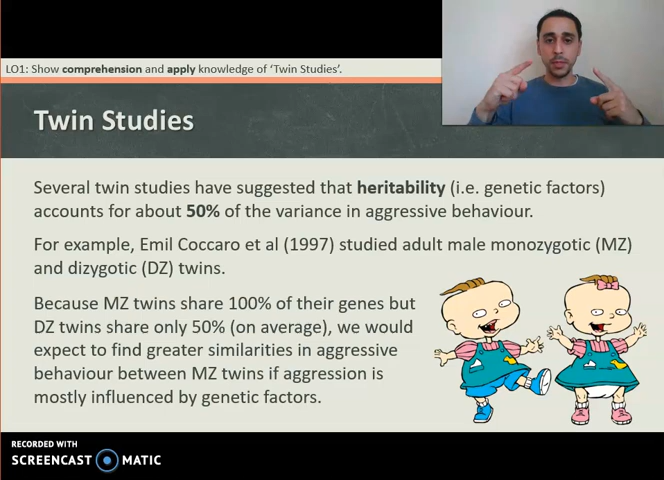 LO1: Show comprehension and apply knowledge of 'Twin Studies'.
Twin Studies
Several twin studies have suggested that heritability (i.e. genetic factors)
accounts for about 50% of the variance in aggressive behaviour.
For example, Emil Coccaro et al (1997) studied adult male monozygotic (MZ)
and dizygotic (DZ) twins.
Because MZ twins share 100% of their genes but
DZ twins share only 50% (on average), we would
expect to find greater similarities in aggressive
behaviour between MZ twins if aggression is
mostly influenced by genetic factors.
RECORDED WITH
SCREENCAST MATIC